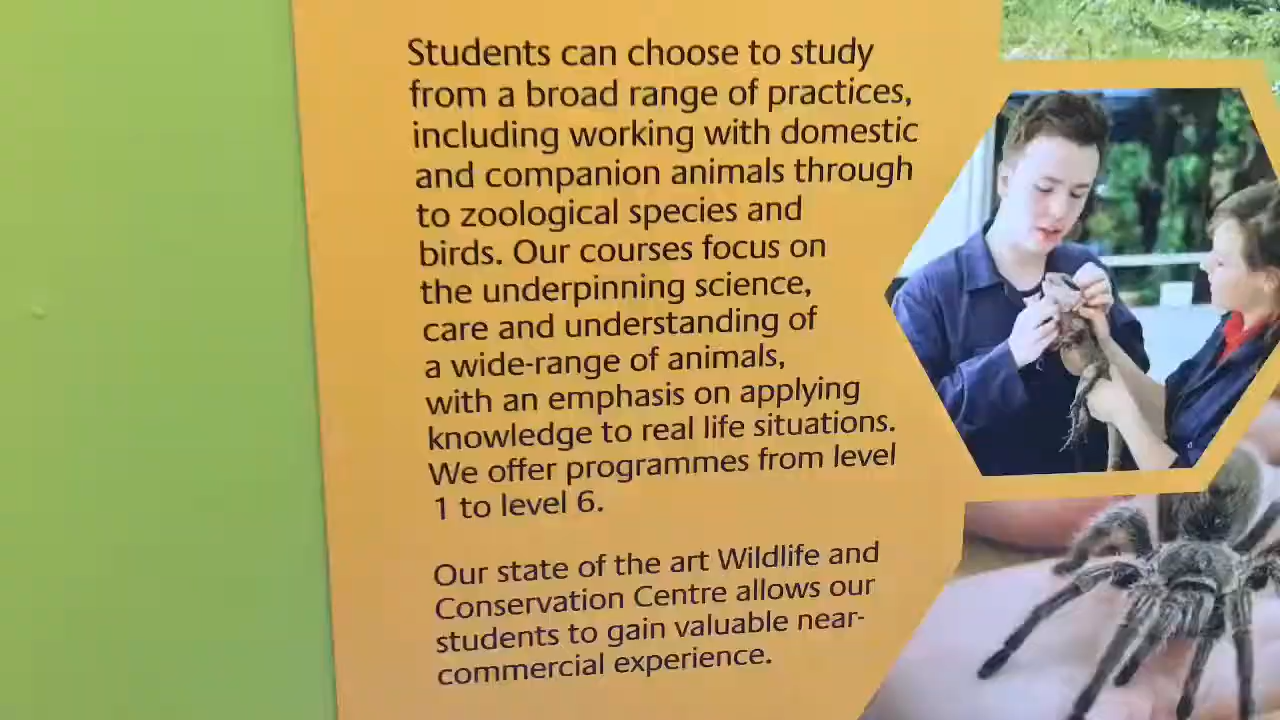 Students can choose to study
from a broad range of practices,
including working with domestic
and companion animals through
to zoological species and
birds. Our courses focus on
the underpinning science,
care and understanding of
a wide-range of animals,
with an emphasis on applying
knowledge to real life situations.
We offer programmes from level
1 to level 6.
Our state of the art Wildlife and
Conservation Centre allows our
students to gain valuable near-
commercial experience.